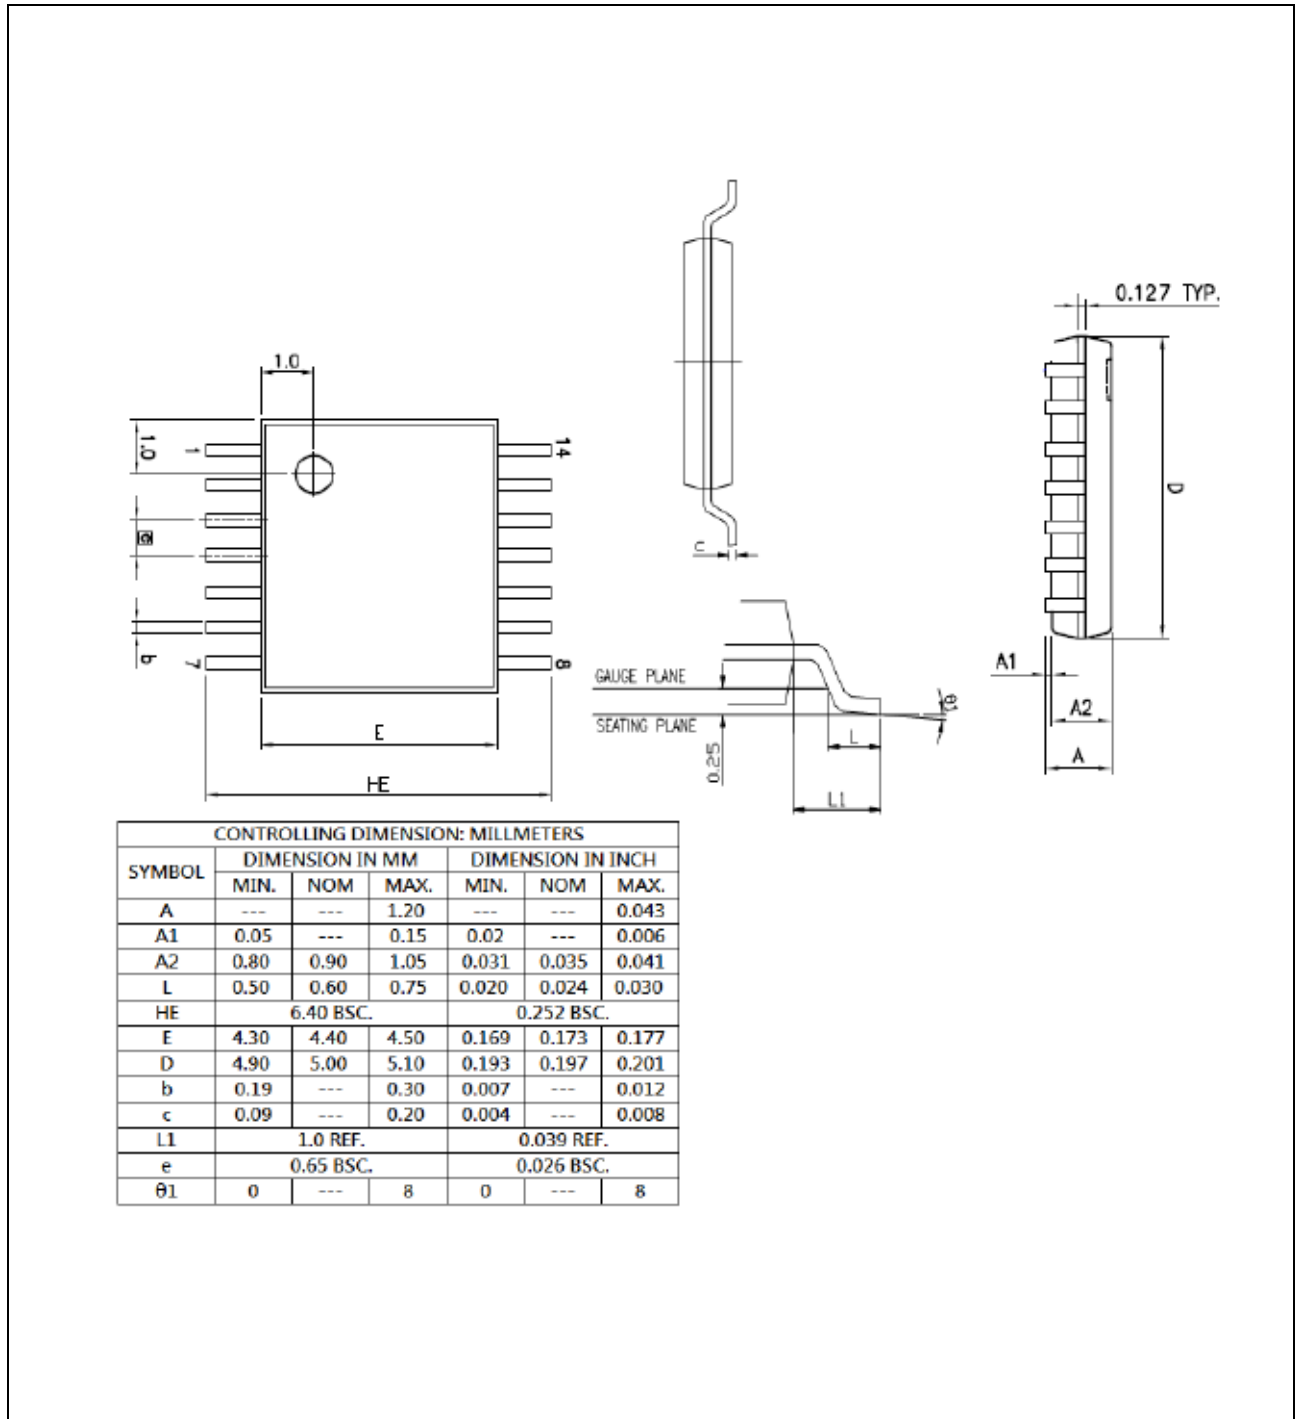 0.127 TYP.
1.0
1.0
1
14
e
b
7
8
E
HE
c
D
A1
A2
A
GAUGE PLANE
SEATING PLANE
0.25
L
L1
θ1
CONTROLLING DIMENSION: MILLMETERS
SYMBOL DIMENSION IN MM DIMENSION IN INCH
MIN. NOM MAX. MIN. NOM MAX.
A --- --- 1.20 --- --- 0.043
A1 0.05 --- 0.15 0.02 --- 0.006
A2 0.80 0.90 1.05 0.031 0.035 0.041
L 0.50 0.60 0.75 0.020 0.024 0.030
HE 6.40 BSC. 0.252 BSC.
E 4.30 4.40 4.50 0.169 0.173 0.177
D 4.90 5.00 5.10 0.193 0.197 0.201
b 0.19 --- 0.30 0.007 --- 0.012
c 0.09 --- 0.20 0.004 --- 0.008
L1 1.0 REF. 0.039 REF.
e 0.65 BSC. 0.026 BSC.
θ1 0 --- 8 0 --- 8